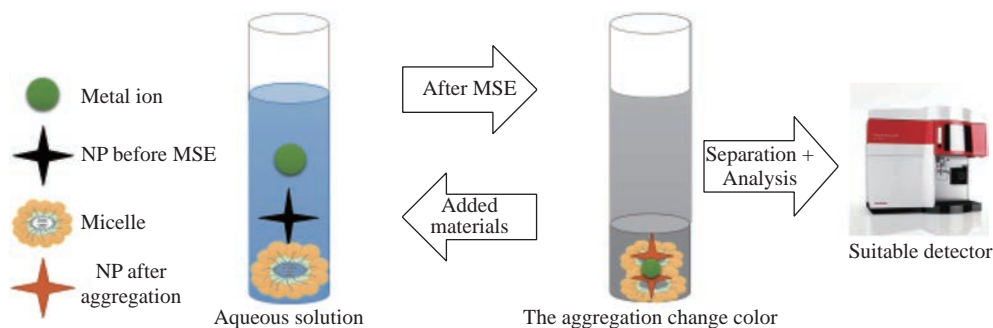 Metal ion
NP before MSE
Micelle
NP after
aggregation
Aqueous solution
After MSE
Added
materials
The aggregation change color
Separation +
Analysis
Suitable detector